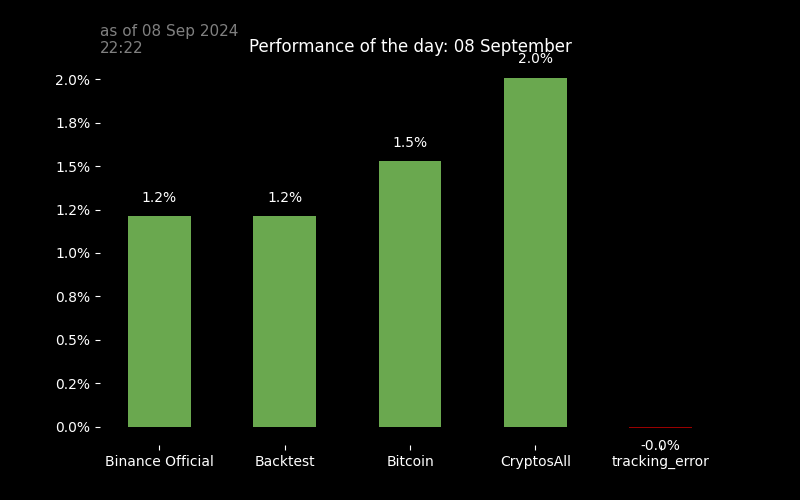 as of 08 Sep 2024
22:22
Performance of the day: 08 September
2.0%
1.8%
1.5%
1.2%
1.0%
0.8%
0.5%
0.2%
0.0%
1.2%
1.2%
1.5%
2.0%
-0.0%
Binance Official
Backtest
Bitcoin
CryptosAll
tracking_error